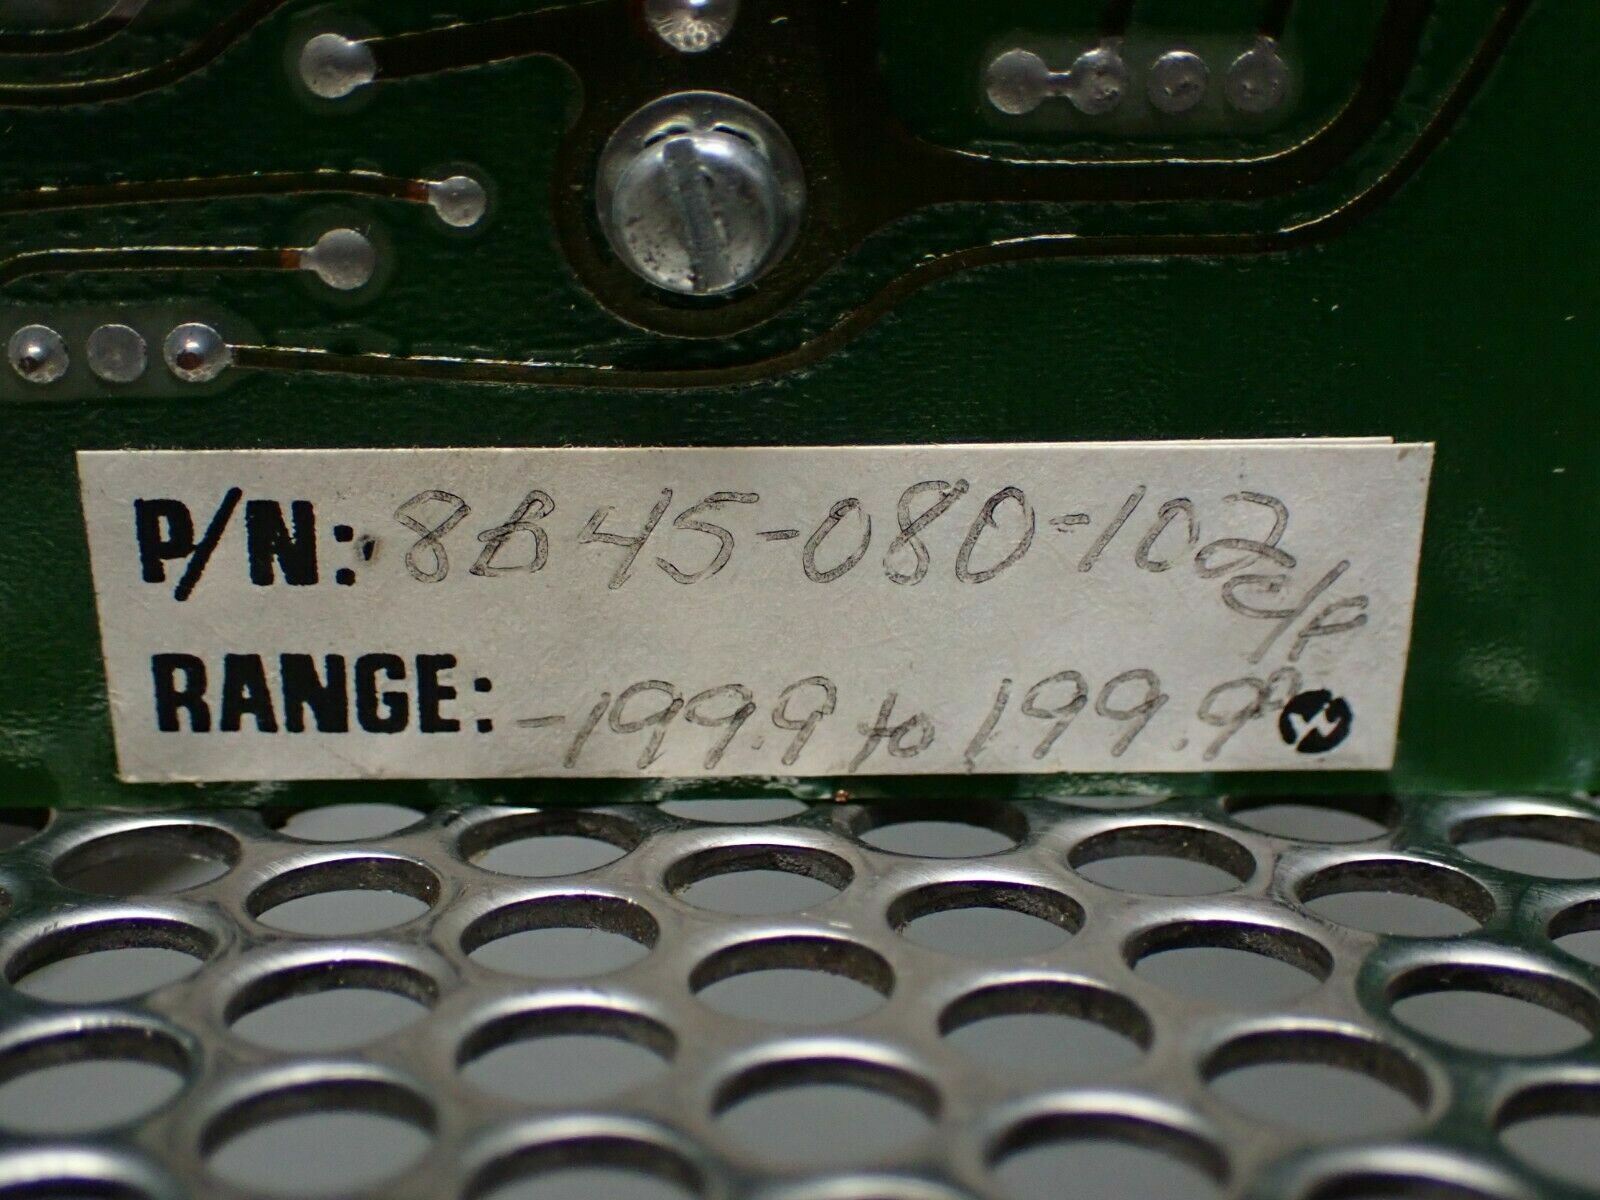 P/N: 8B45-080-102
C/F
RANGE: -199.9 to 199.9°